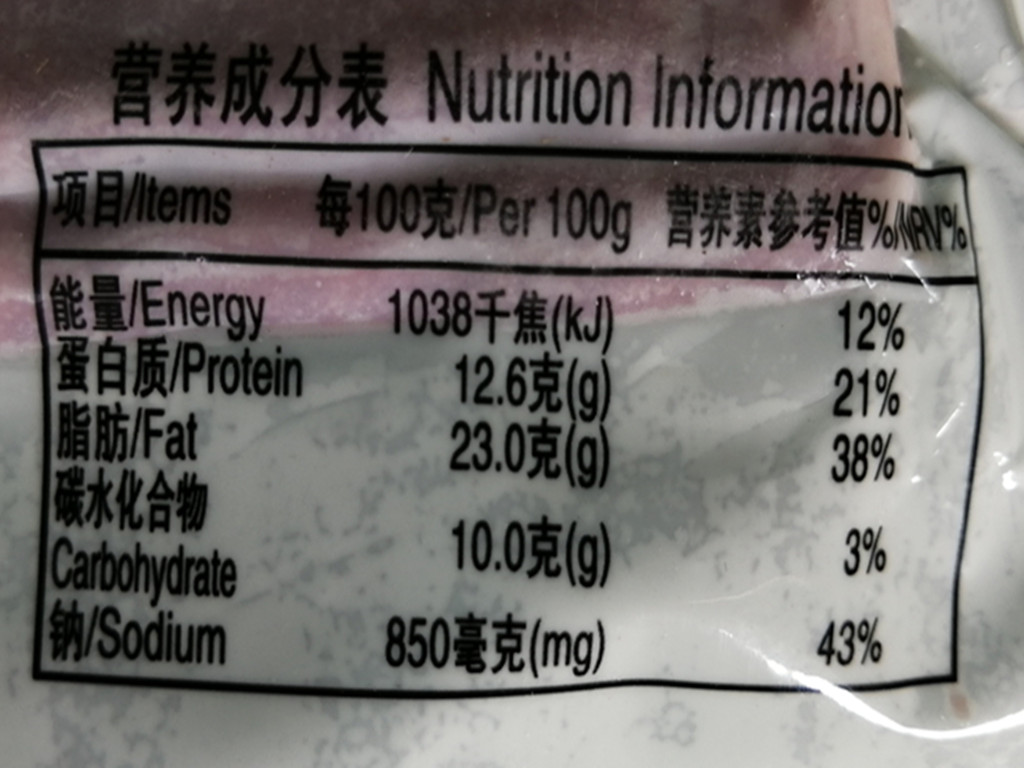 营养成分表 Nutrition Information
项目/Items 每100克/Per 100g 营养素参考值%/NRV%
能量/Energy 1038千焦(kJ) 12%
蛋白质/Protein 12.6克(g) 21%
脂肪/Fat 23.0克(g) 38%
碳水化合物
Carbohydrate 10.0克(g) 3%
钠/Sodium 850毫克(mg) 43%